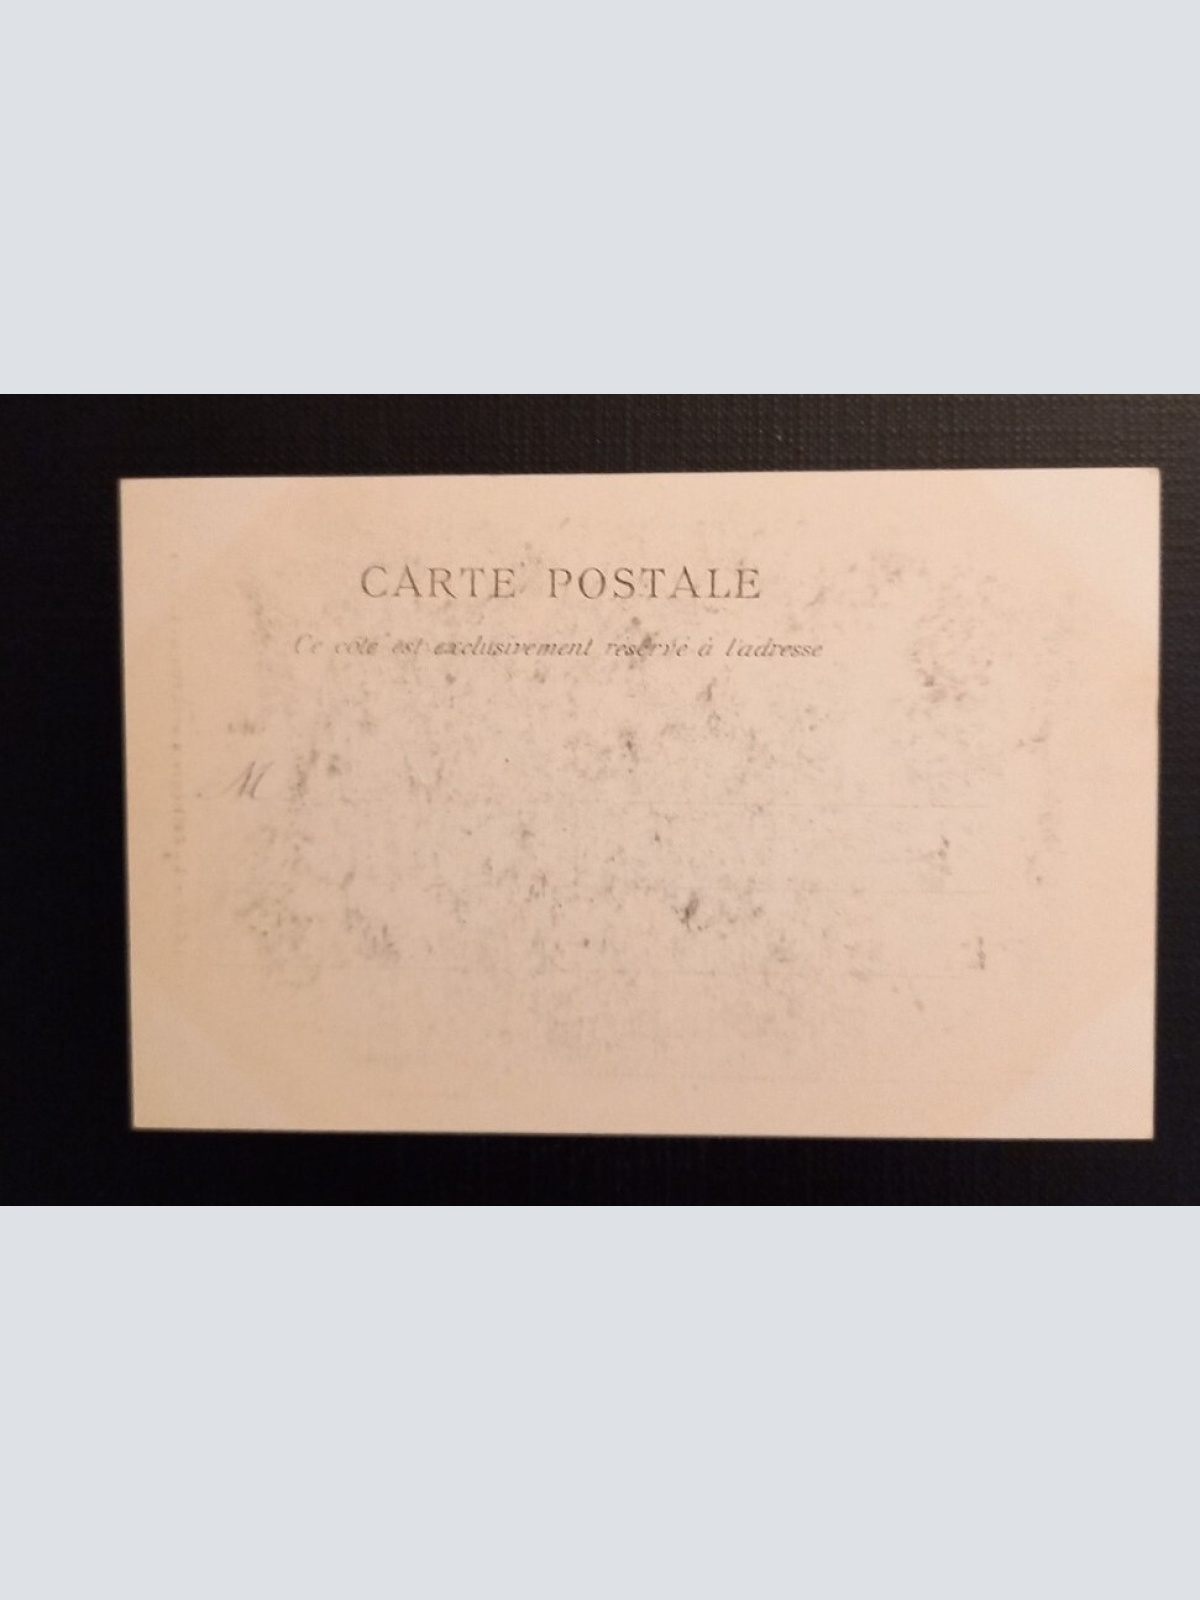 CARTE POSTALE
Ce côté est exclusivement réservé à l'adresse
M